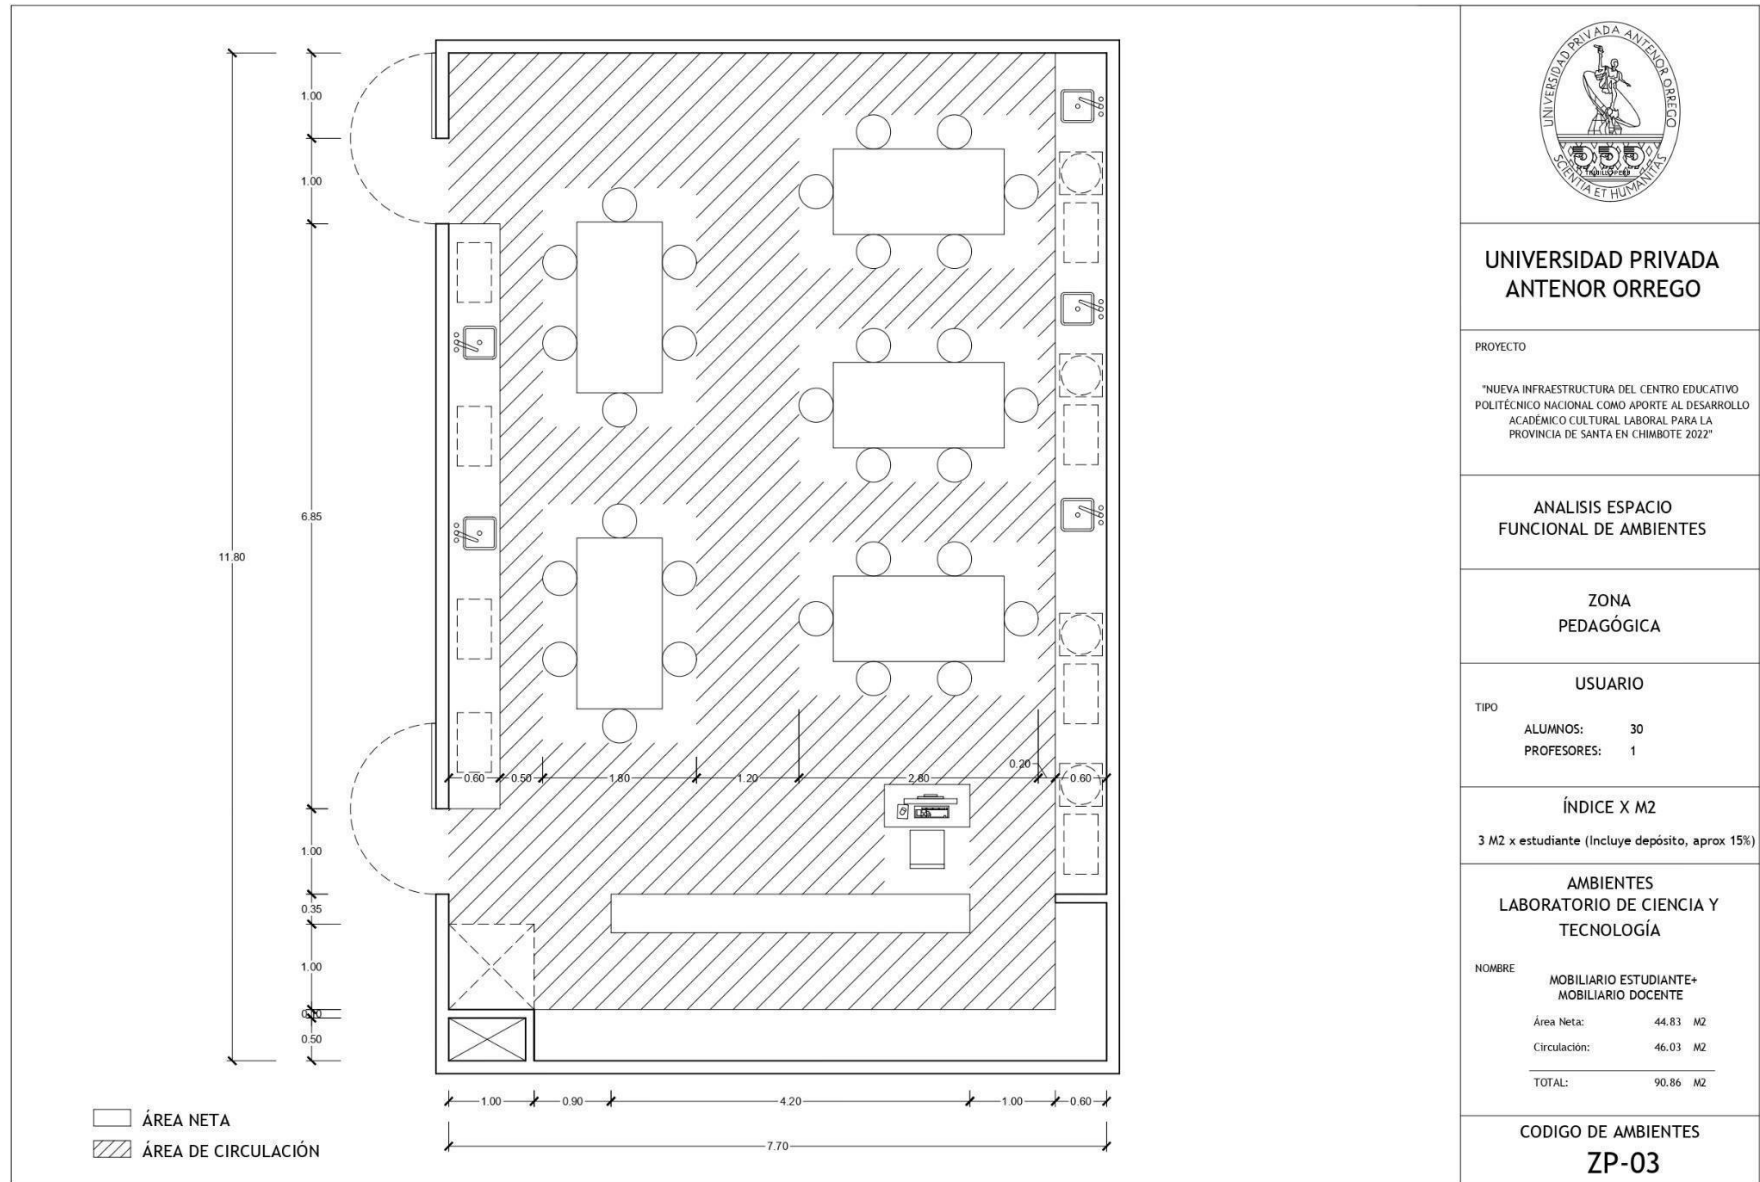 1.00
1.00
6.85
11.80
1.00
0.35
1.00
0.50
0.60
0.50
1.80
1.20
2.80
0.20
0.60
1.00
0.90
4.20
1.00
0.60
7.70
ÁREA NETA
ÁREA DE CIRCULACIÓN
UNIVERSIDAD PRIVADA ANTENOR ORREGO
TRUJILLO-PERU
SCIENTIA ET HUMANITAS
UNIVERSIDAD PRIVADA
ANTENOR ORREGO
PROYECTO
"NUEVA INFRAESTRUCTURA DEL CENTRO EDUCATIVO
POLITÉCNICO NACIONAL COMO APORTE AL DESARROLLO
ACADÉMICO CULTURAL LABORAL PARA LA
PROVINCIA DE SANTA EN CHIMBOTE 2022"
ANALISIS ESPACIO
FUNCIONAL DE AMBIENTES
ZONA
PEDAGÓGICA
USUARIO
TIPO
ALUMNOS: 30
PROFESORES: 1
ÍNDICE X M2
3 M2 x estudiante (Incluye depósito, aprox 15%)
AMBIENTES
LABORATORIO DE CIENCIA Y
TECNOLOGÍA
NOMBRE
MOBILIARIO ESTUDIANTE+
MOBILIARIO DOCENTE
Área Neta: 44.83 M2
Circulación: 46.03 M2
TOTAL: 90.86 M2
CODIGO DE AMBIENTES
ZP-03